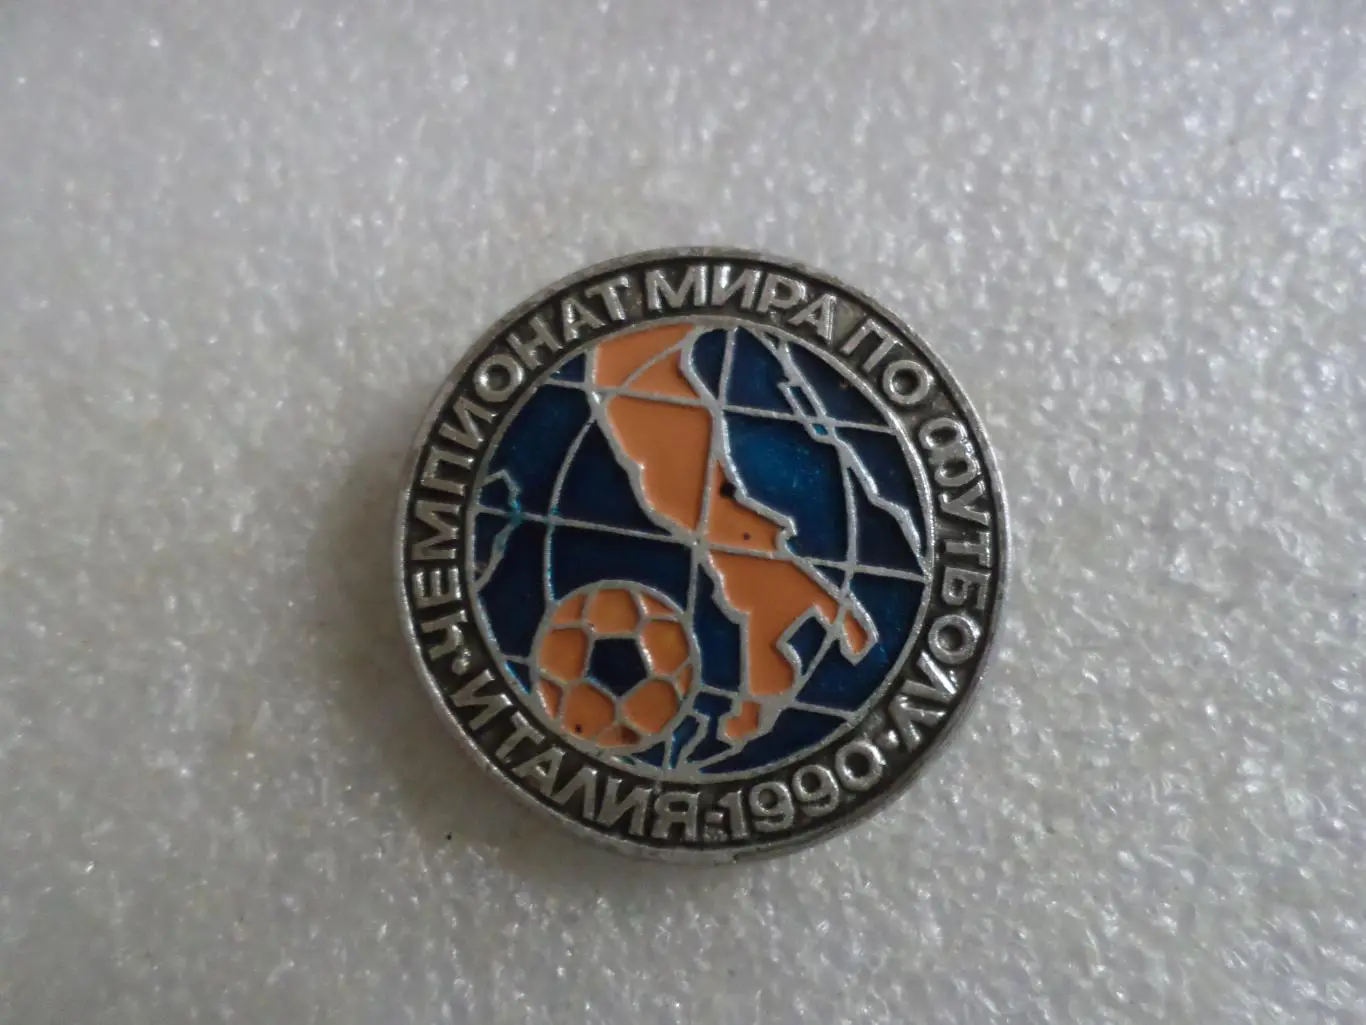 ЧЕМПИОНАТ МИРА ПО ФУТБОЛУ
• ИТАЛИЯ•1990 •